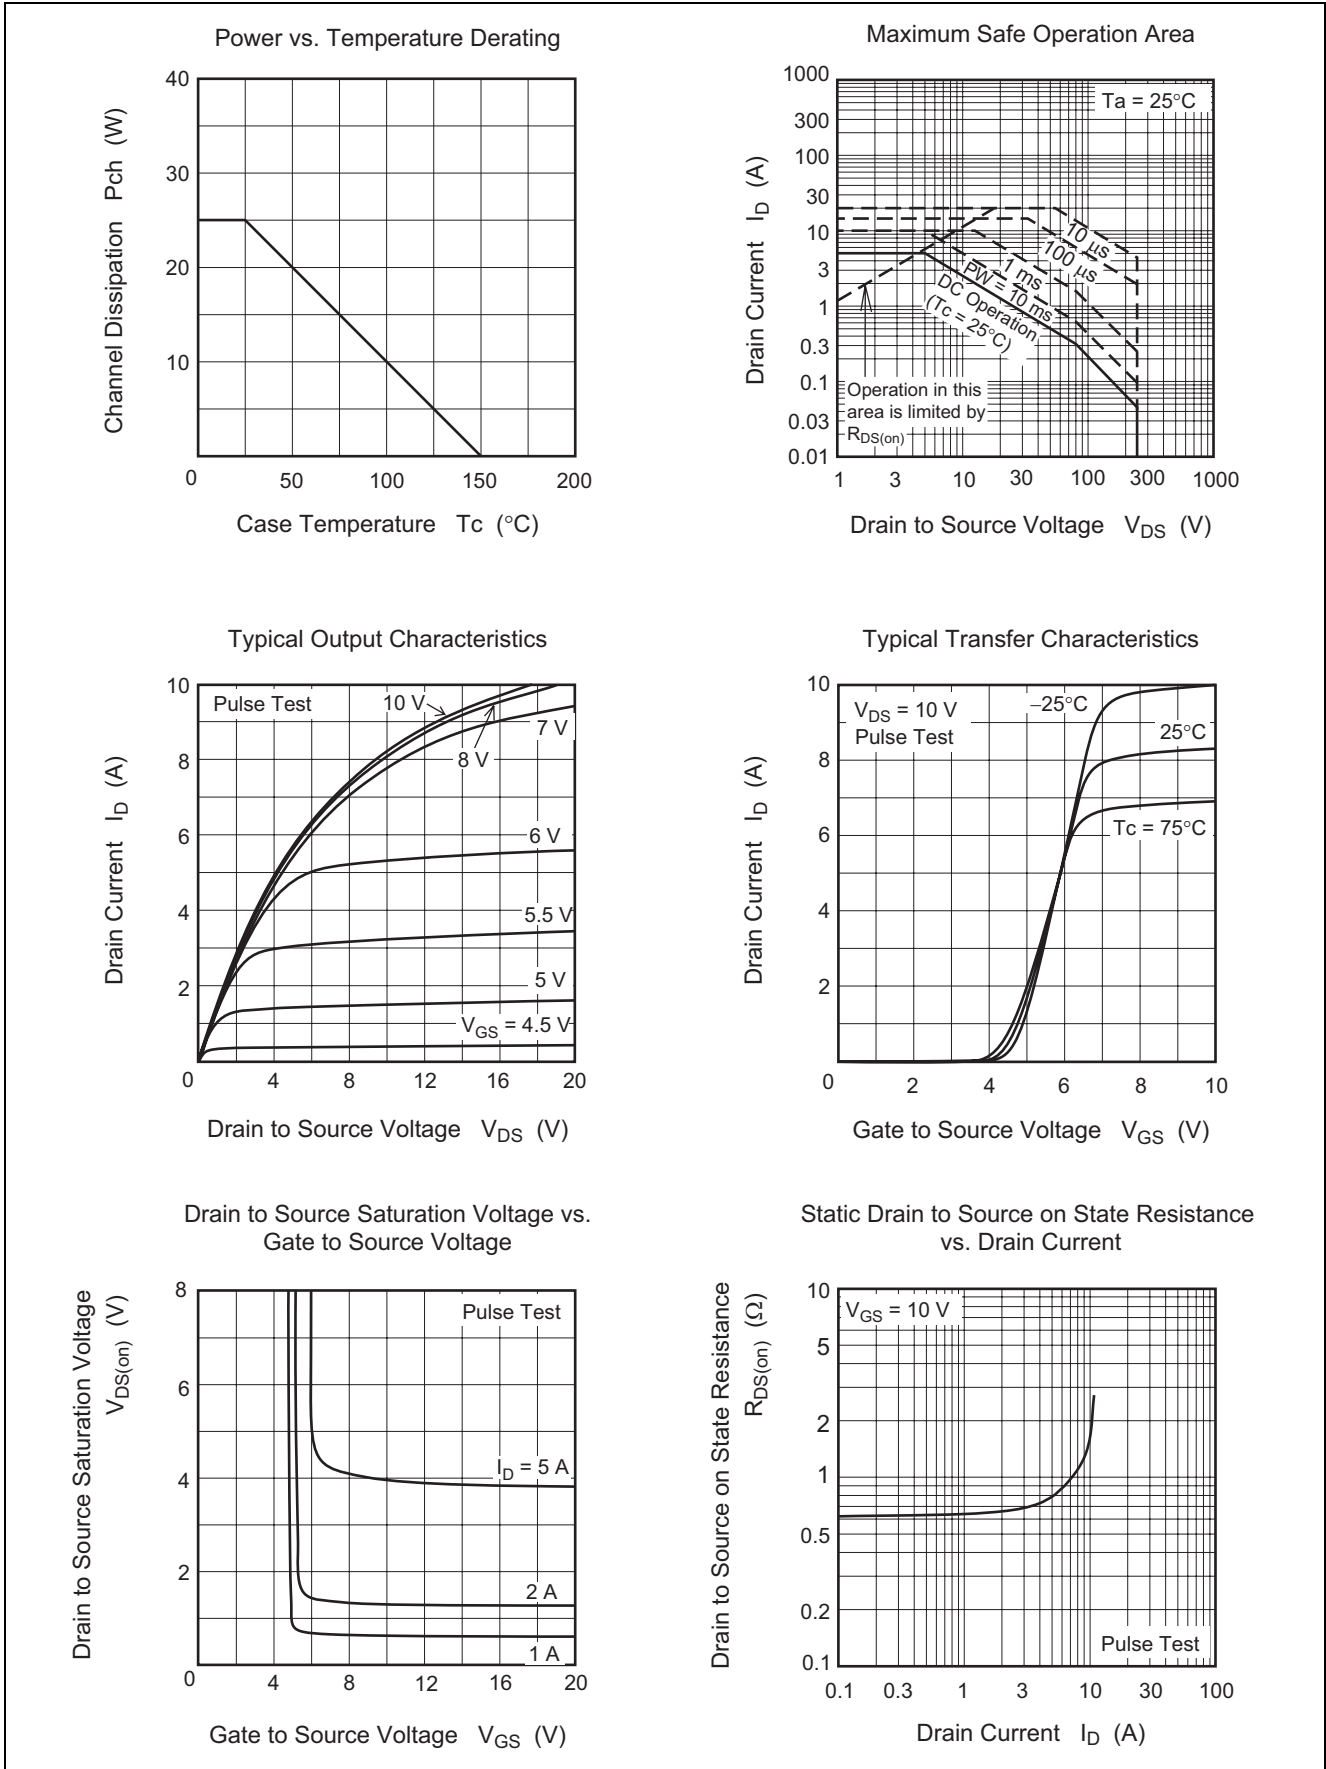 Power vs. Temperature Derating
40
30
20
10
0
50
100
150
200
Channel Dissipation Pch (W)
Case Temperature Tc (°C)
Maximum Safe Operation Area
1000
300
100
30
10
3
1
0.3
0.1
0.03
0.01
1
3
10
30
100
300
1000
Ta = 25°C
10 µs
100 µs
1 ms
PW = 10 ms
DC Operation
(Tc = 25°C)
Operation in this
area is limited by
RDS(on)
Drain Current ID (A)
Drain to Source Voltage VDS (V)
Typical Output Characteristics
10
8
6
4
2
0
4
8
12
16
20
Pulse Test
10 V
8 V
7 V
6 V
5.5 V
5 V
VGS = 4.5 V
Drain Current ID (A)
Drain to Source Voltage VDS (V)
Typical Transfer Characteristics
10
8
6
4
2
0
2
4
6
8
10
VDS = 10 V
Pulse Test
−25°C
25°C
Tc = 75°C
Drain Current ID (A)
Gate to Source Voltage VGS (V)
Drain to Source Saturation Voltage vs.
Gate to Source Voltage
8
6
4
2
0
4
8
12
16
20
Pulse Test
ID = 5 A
2 A
1 A
Drain to Source Saturation Voltage
VDS(on) (V)
Gate to Source Voltage VGS (V)
Static Drain to Source on State Resistance
vs. Drain Current
10
5
2
1
0.5
0.2
0.1
0.1
0.3
1
3
10
30
100
VGS = 10 V
Pulse Test
Drain to Source on State Resistance
RDS(on) (Ω)
Drain Current ID (A)